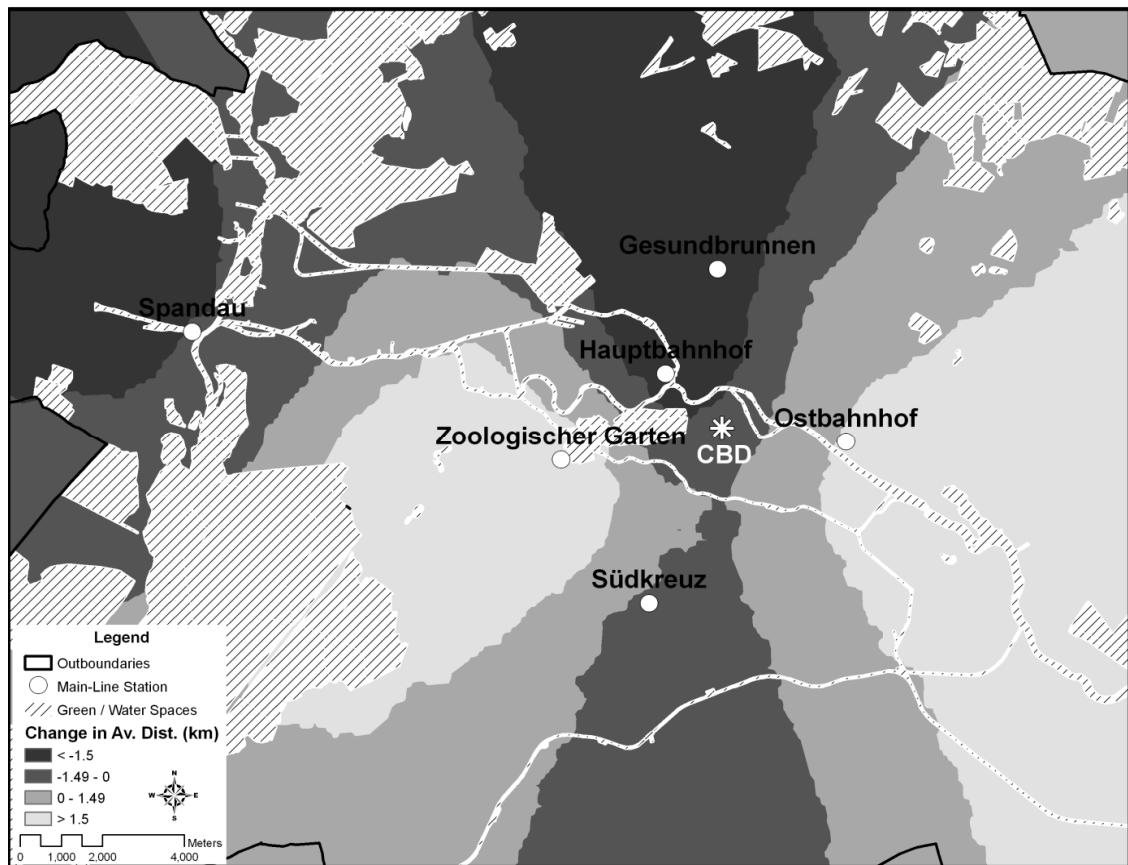 Gesundbrunnen
Spandau
Hauptbahnhof
Ostbahnhof
Zoologischer Garten
CBD
Südkreuz
Legend
Outboundaries
Main-Line Station
Green / Water Spaces
Change in Av. Dist. (km)
< -1.5
-1.49 - 0
0 - 1.49
> 1.5
N
W E
S
Meters
0 1,000 2,000 4,000